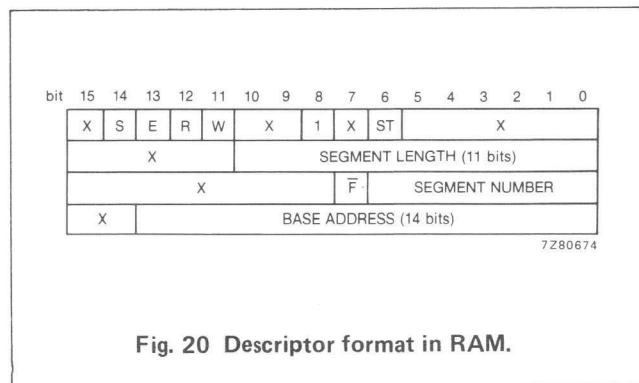 bit 15 14 13 12 11 10 9 8 7 6 5 4 3 2 1 0
X S E R W X 1 X ST X
X SEGMENT LENGTH (11 bits)
X F̅ SEGMENT NUMBER
X BASE ADDRESS (14 bits)
7Z80674
Fig. 20 Descriptor format in RAM.